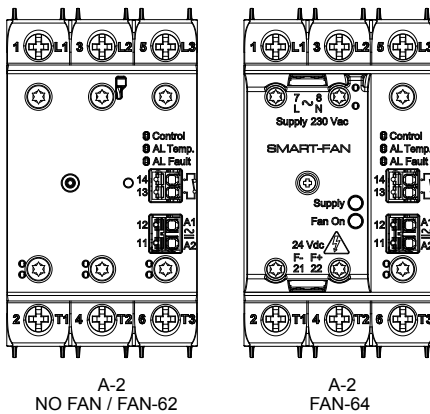 1 L1 3 L2 5 L3
Control
AL Temp.
AL Fault
14
13
12 A1
11 A2
2 T1 4 T2 6 T3
A-2
NO FAN / FAN-62
1 L1 3 L2 5 L3
7 8
L ~ N
Supply 230 Vac
SMART-FAN
Control
AL Temp.
AL Fault
14
13
Supply
Fan On
12 A1
11 A2
24 Vdc
F- F+
21 22
2 T1 4 T2 6 T3
A-2
FAN-64